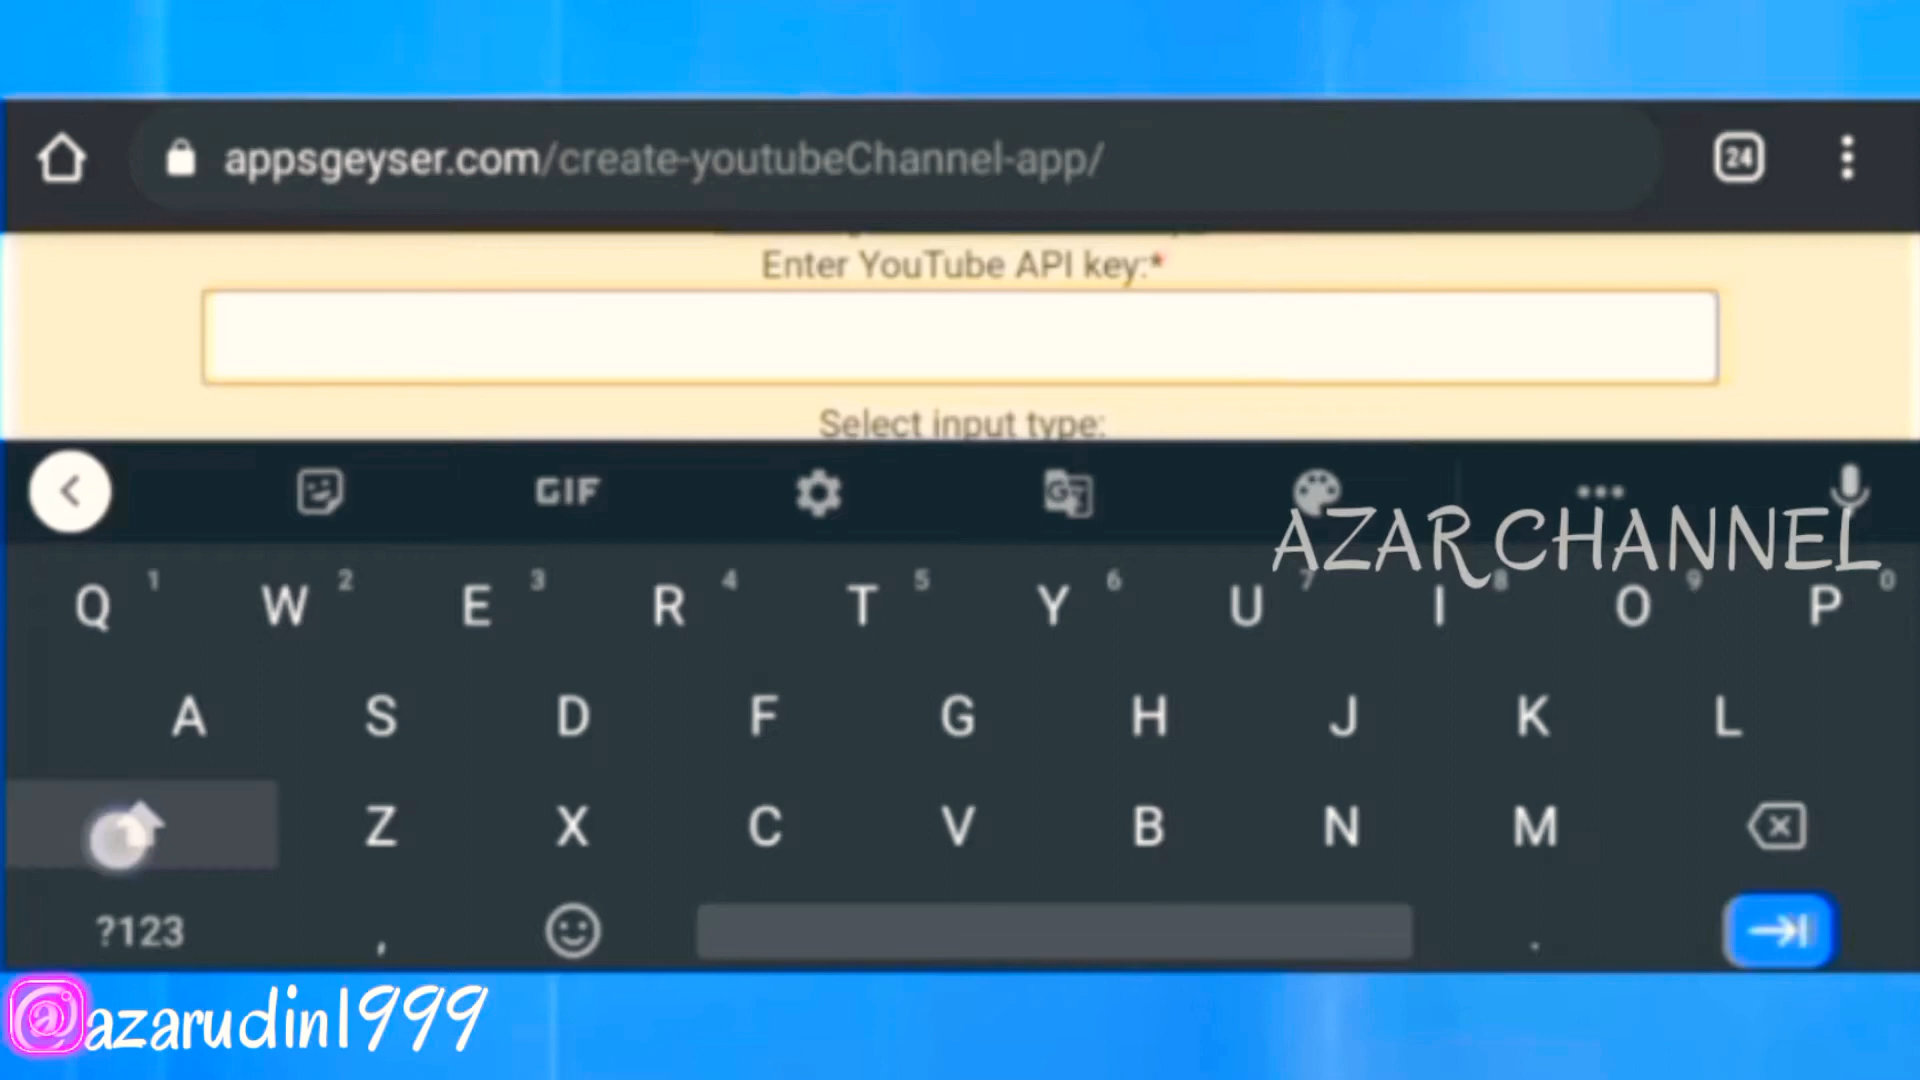 appsgeyser.com/create-youtubeChannel-app/
24
Enter YouTube API key:*
Select input type:
GIF
AZAR CHANNEL
Q 1 W 2 E 3 R 4 T 5 Y 6 U 7 I 8 O 9 P 0
A S D F G H J K L
Z X C V B N M
?123 , .
@azarudin1999